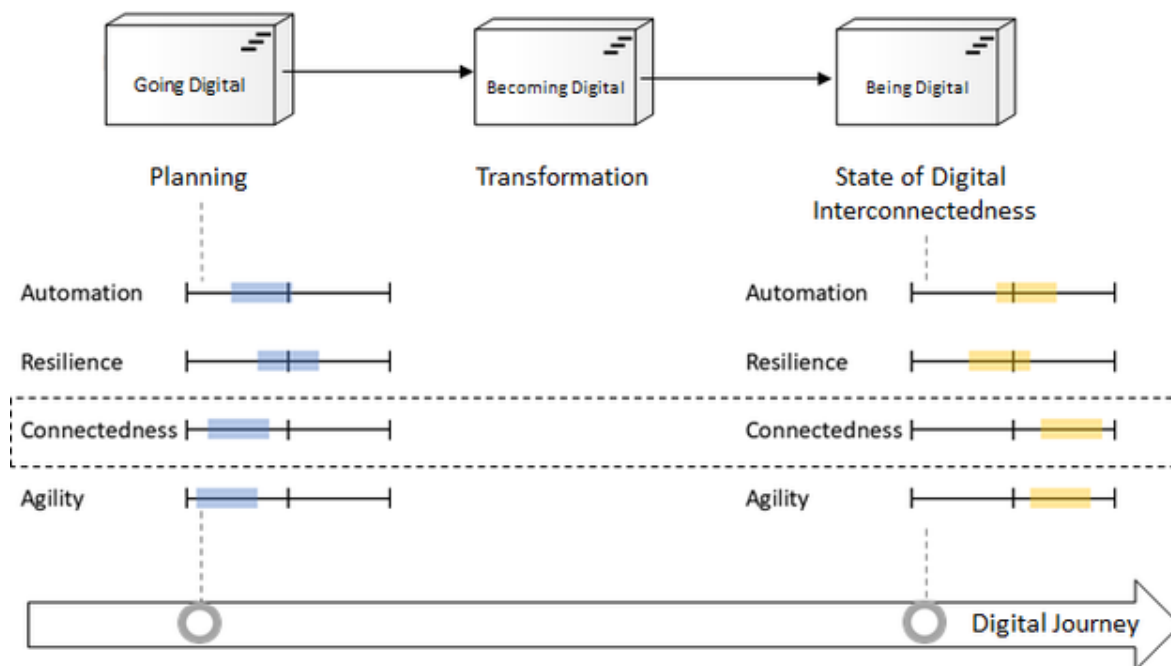 Going Digital
Becoming Digital
Being Digital
Planning
Transformation
State of Digital
Interconnectedness
Automation
Automation
Resilience
Resilience
Connectedness
Connectedness
Agility
Agility
Digital Journey